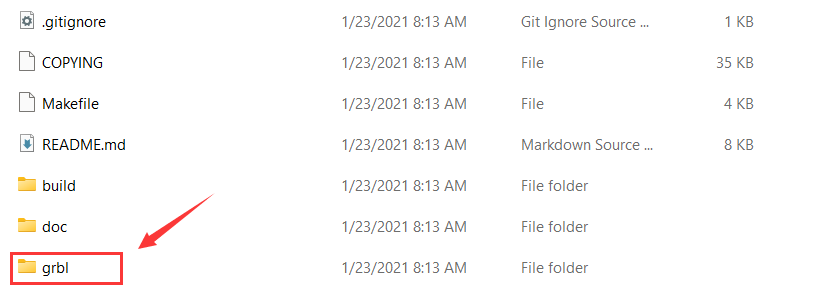 .gitignore 1/23/2021 8:13 AM Git Ignore Source ... 1 KB
COPYING 1/23/2021 8:13 AM File 35 KB
Makefile 1/23/2021 8:13 AM File 4 KB
README.md 1/23/2021 8:13 AM Markdown Source ... 8 KB
build 1/23/2021 8:13 AM File folder
doc 1/23/2021 8:13 AM File folder
grbl 1/23/2021 8:13 AM File folder